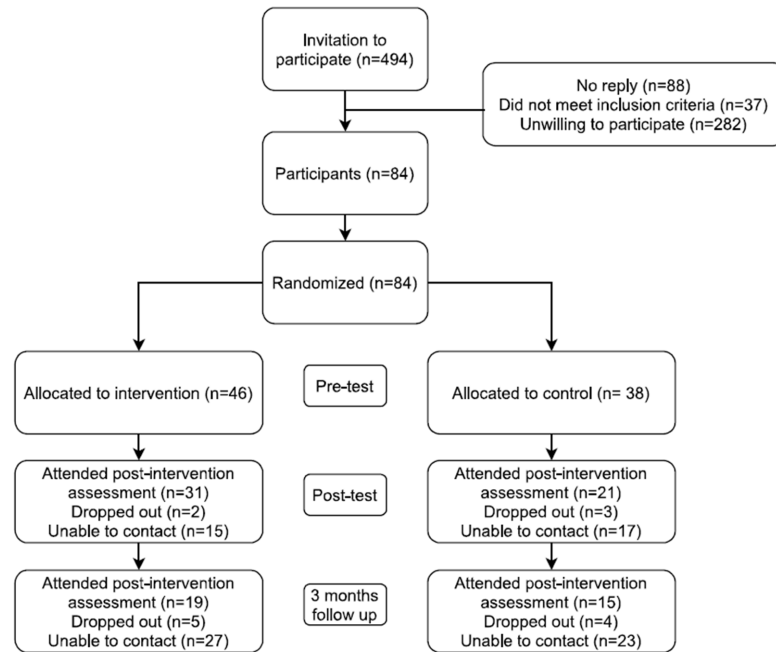 Invitation to
participate (n=494)
No reply (n=88)
Did not meet inclusion criteria (n=37)
Unwilling to participate (n=282)
Participants (n=84)
Randomized (n=84)
Allocated to intervention (n=46)
Pre-test
Allocated to control (n= 38)
Attended post-intervention
assessment (n=31)
Dropped out (n=2)
Unable to contact (n=15)
Post-test
Attended post-intervention
assessment (n=21)
Dropped out (n=3)
Unable to contact (n=17)
Attended post-intervention
assessment (n=19)
Dropped out (n=5)
Unable to contact (n=27)
3 months
follow up
Attended post-intervention
assessment (n=15)
Dropped out (n=4)
Unable to contact (n=23)